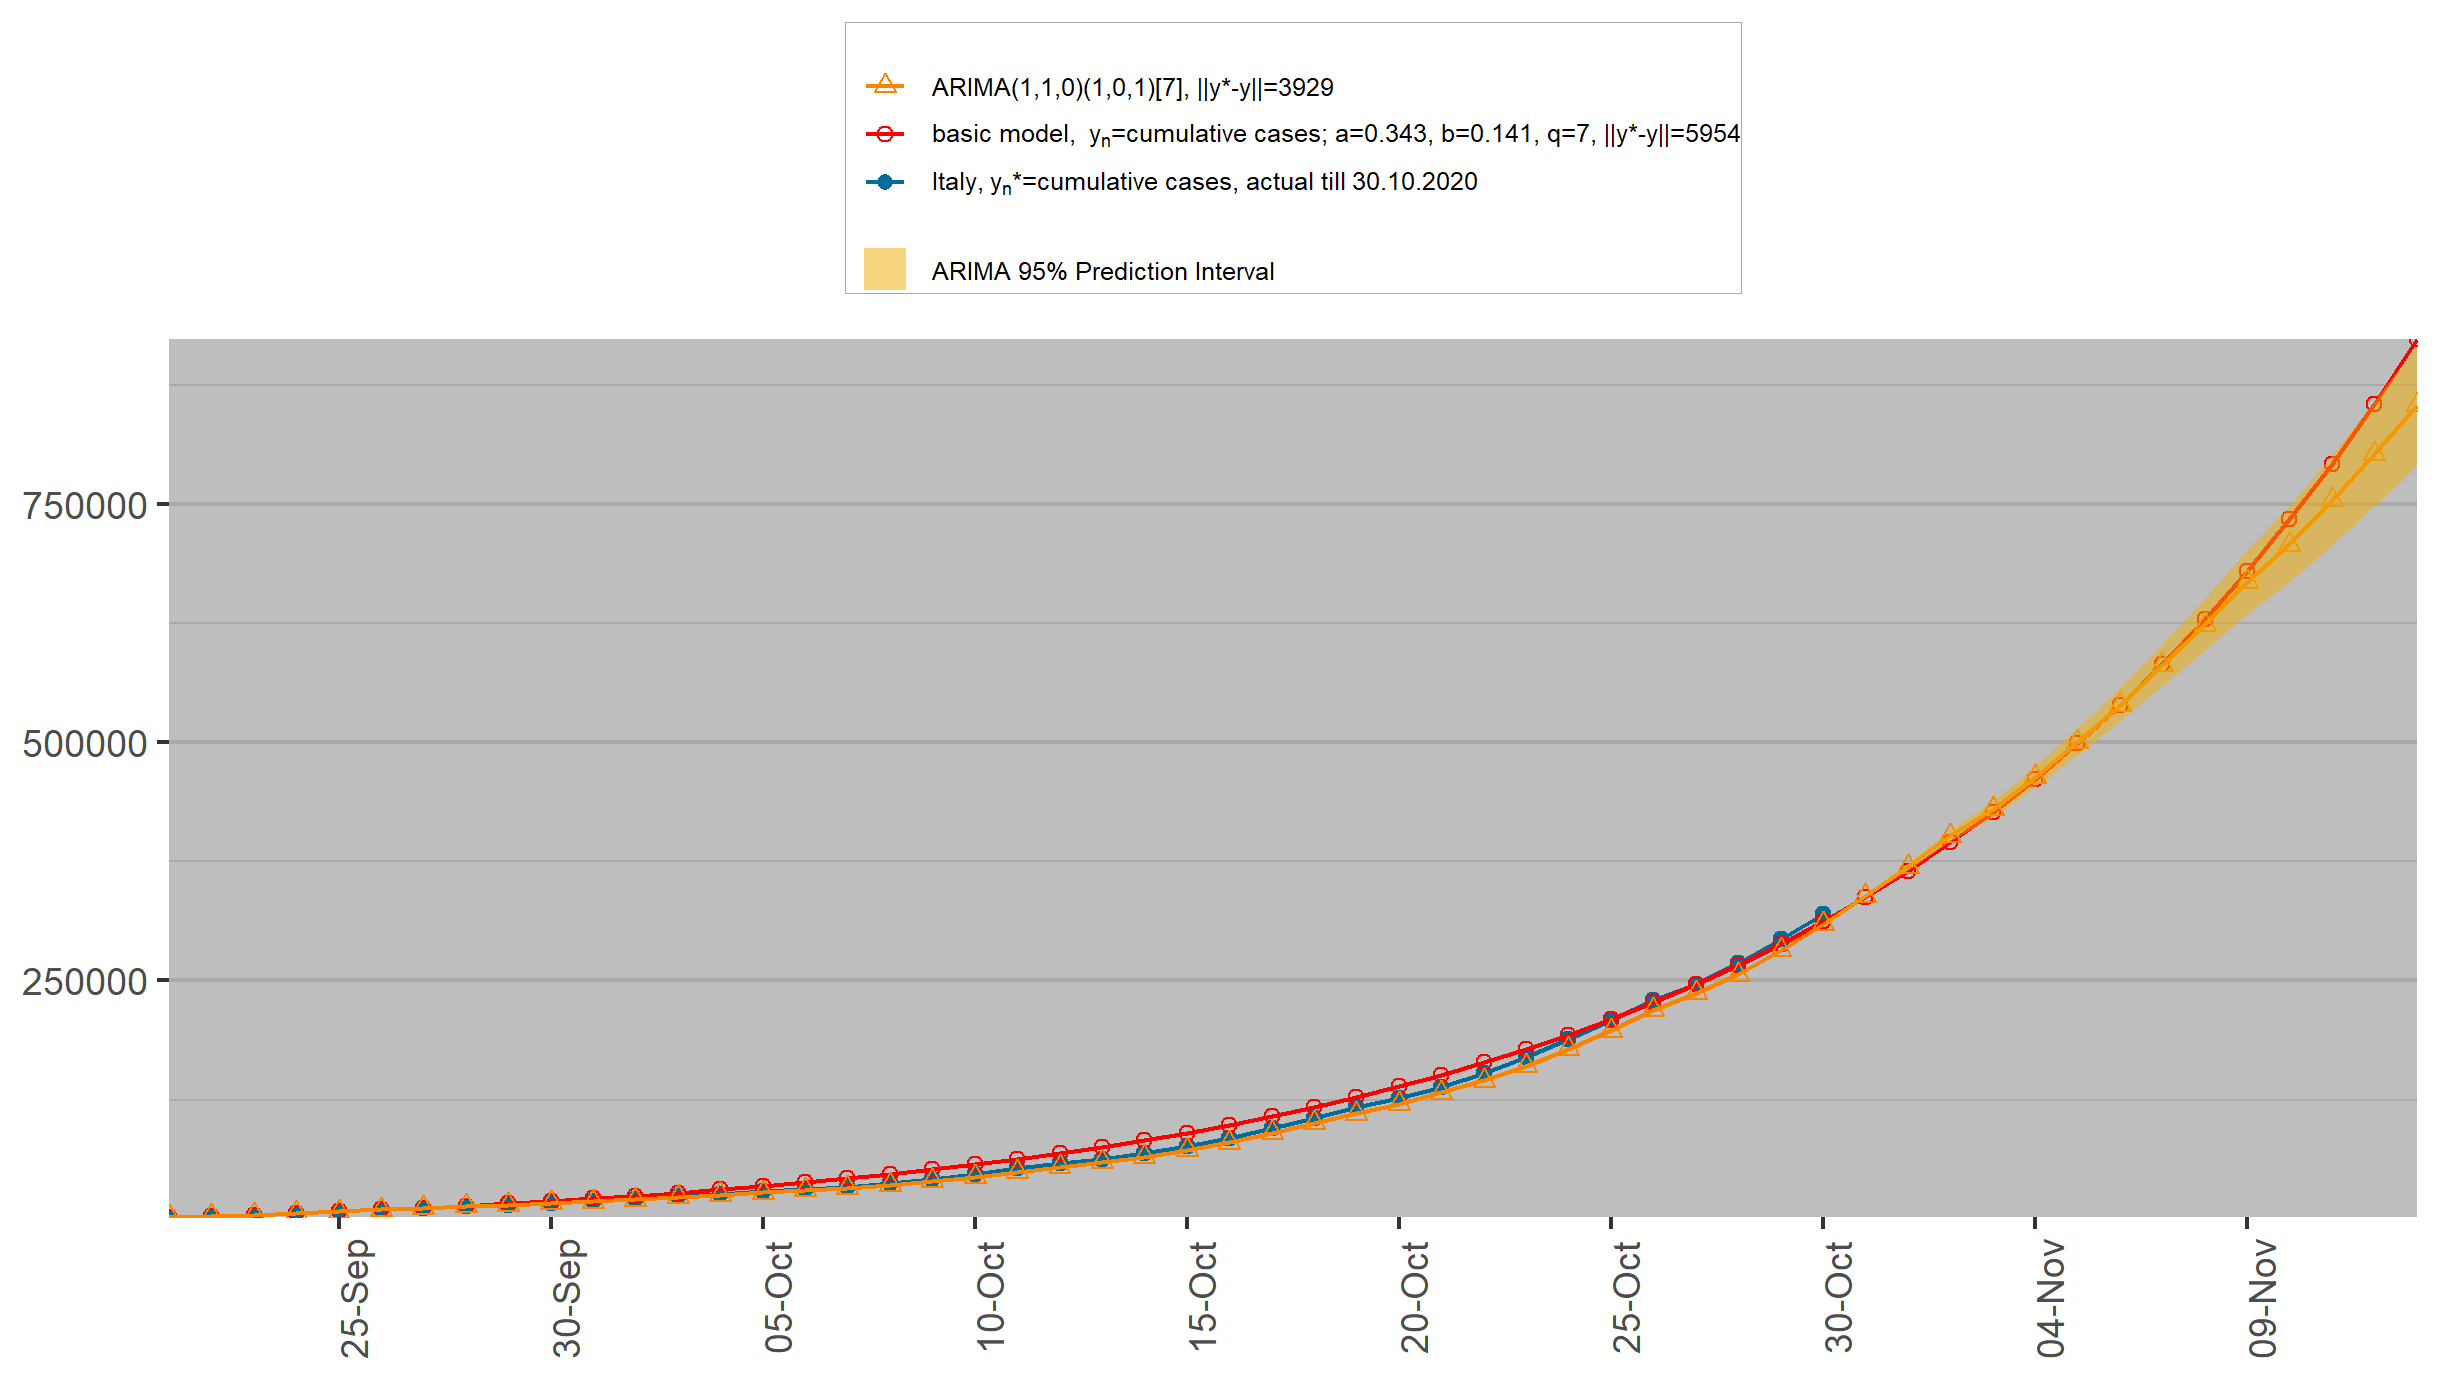 ARIMA(1,1,0)(1,0,1)[7], ||y*-y||=3929
basic model,  yn=cumulative cases; a=0.343, b=0.141, q=7, ||y*-y||=5954
Italy, yn*=cumulative cases, actual till 30.10.2020
ARIMA 95% Prediction Interval
750000
500000
250000
25-Sep
30-Sep
05-Oct
10-Oct
15-Oct
20-Oct
25-Oct
30-Oct
04-Nov
09-Nov